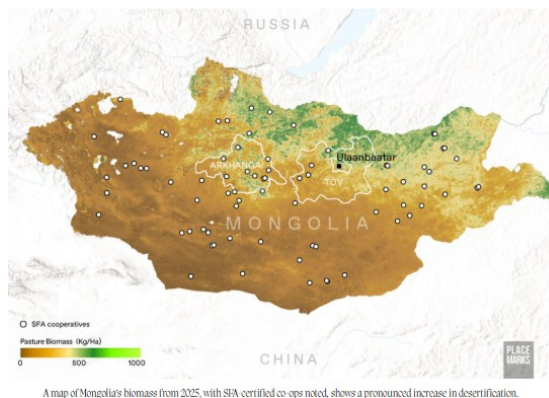 RUSSIA
ARKHANGAI
Ulaanbaatar
TÖV
MONGOLIA
SFA cooperatives
Pasture Biomass (Kg/Ha)
0 500 1000
CHINA
PLACE
MARKS
A map of Mongolia's biomass from 2025, with SFA-certified co-ops noted, shows a pronounced increase in desertification.